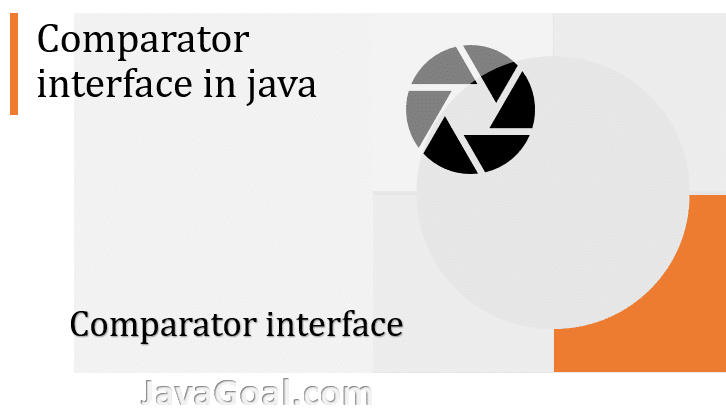 Comparator
interface in java
Comparator interface
JavaGoal.com